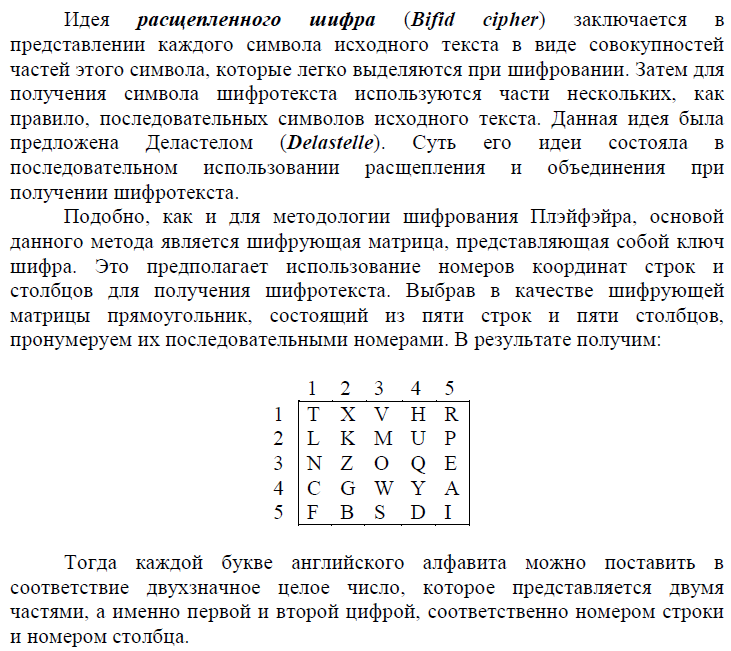 Идея расщепленного шифра (Bifid cipher) заключается в
представлении каждого символа исходного текста в виде совокупностей
частей этого символа, которые легко выделяются при шифровании. Затем для
получения символа шифротекста используются части нескольких, как
правило, последовательных символов исходного текста. Данная идея была
предложена Деластелом (Delastelle). Суть его идеи состояла в
последовательном использовании расщепления и объединения при
получении шифротекста.
Подобно, как и для методологии шифрования Плэйфэйра, основой
данного метода является шифрующая матрица, представляющая собой ключ
шифра. Это предполагает использование номеров координат строк и
столбцов для получения шифротекста. Выбрав в качестве шифрующей
матрицы прямоугольник, состоящий из пяти строк и пяти столбцов,
пронумеруем их последовательными номерами. В результате получим:
1 2 3 4 5
1 T X V H R
2 L K M U P
3 N Z O Q E
4 C G W Y A
5 F B S D I
Тогда каждой букве английского алфавита можно поставить в
соответствие двухзначное целое число, которое представляется двумя
частями, а именно первой и второй цифрой, соответственно номером строки
и номером столбца.